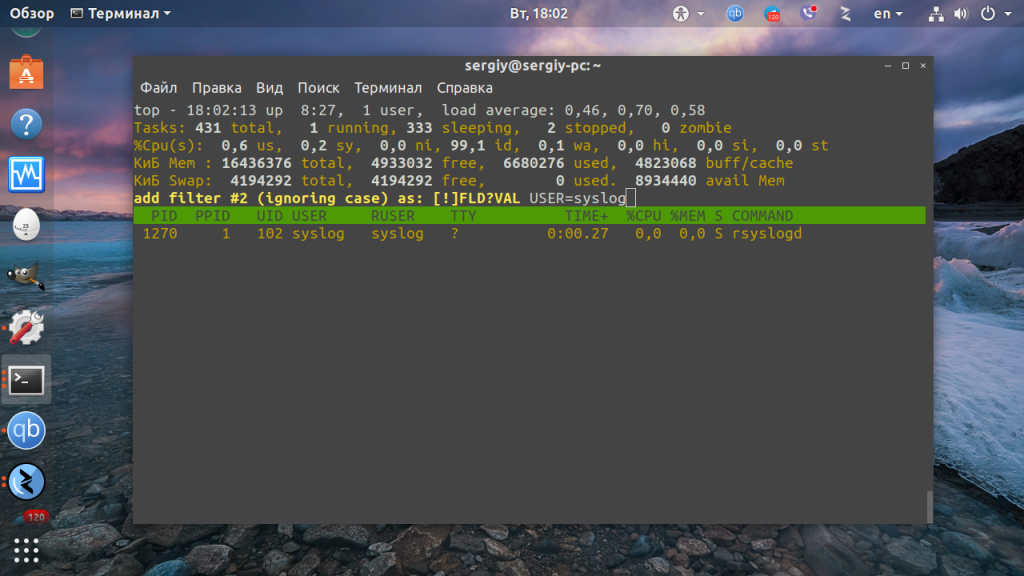 Обзор Терминал Вт, 18:02 qb 120 en
sergiy@sergiy-pc: ~
Файл Правка Вид Поиск Терминал Справка
top - 18:02:13 up  8:27,  1 user,  load average: 0,46, 0,70, 0,58
Tasks: 431 total,   1 running, 333 sleeping,   2 stopped,   0 zombie
%Cpu(s):  0,6 us,  0,2 sy,  0,0 ni, 99,1 id,  0,1 wa,  0,0 hi,  0,0 si,  0,0 st
КиБ Mem : 16436376 total,  4933032 free,  6680276 used,  4823068 buff/cache
КиБ Swap:  4194292 total,  4194292 free,        0 used.  8934440 avail Mem
add filter #2 (ignoring case) as: [!]FLD?VAL USER=syslog
PID  PPID   UID USER     RUSER    TTY          TIME+  %CPU %MEM S COMMAND
1270     1   102 syslog   syslog   ?          0:00.27   0,0  0,0 S rsyslogd
?
25
>_
qb
120